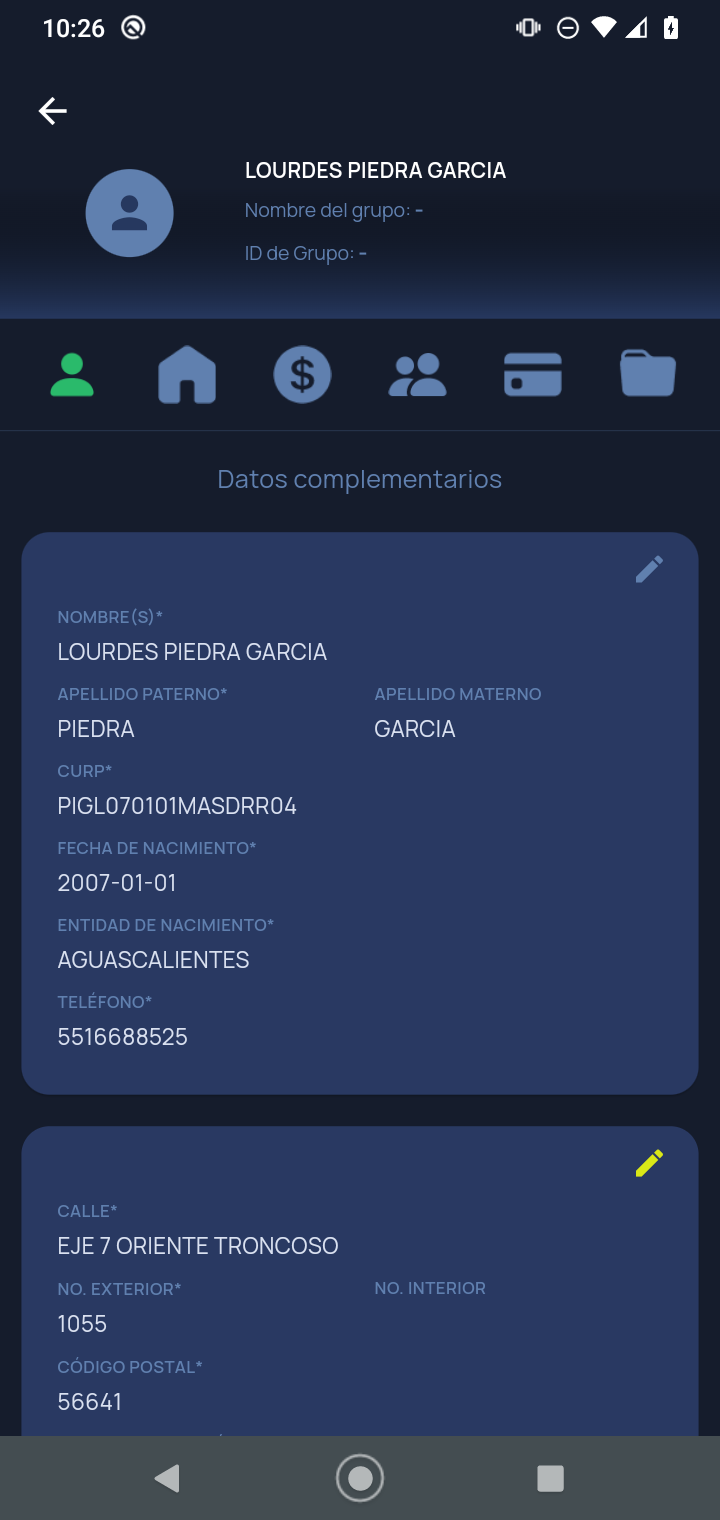 10:26
LOURDES PIEDRA GARCIA
Nombre del grupo: -
ID de Grupo: -
Datos complementarios
NOMBRE(S)*
LOURDES PIEDRA GARCIA
APELLIDO PATERNO* APELLIDO MATERNO
PIEDRA GARCIA
CURP*
PIGL070101MASDRR04
FECHA DE NACIMIENTO*
2007-01-01
ENTIDAD DE NACIMIENTO*
AGUASCALIENTES
TELÉFONO*
5516688525
CALLE*
EJE 7 ORIENTE TRONCOSO
NO. EXTERIOR* NO. INTERIOR
1055
CÓDIGO POSTAL*
56641